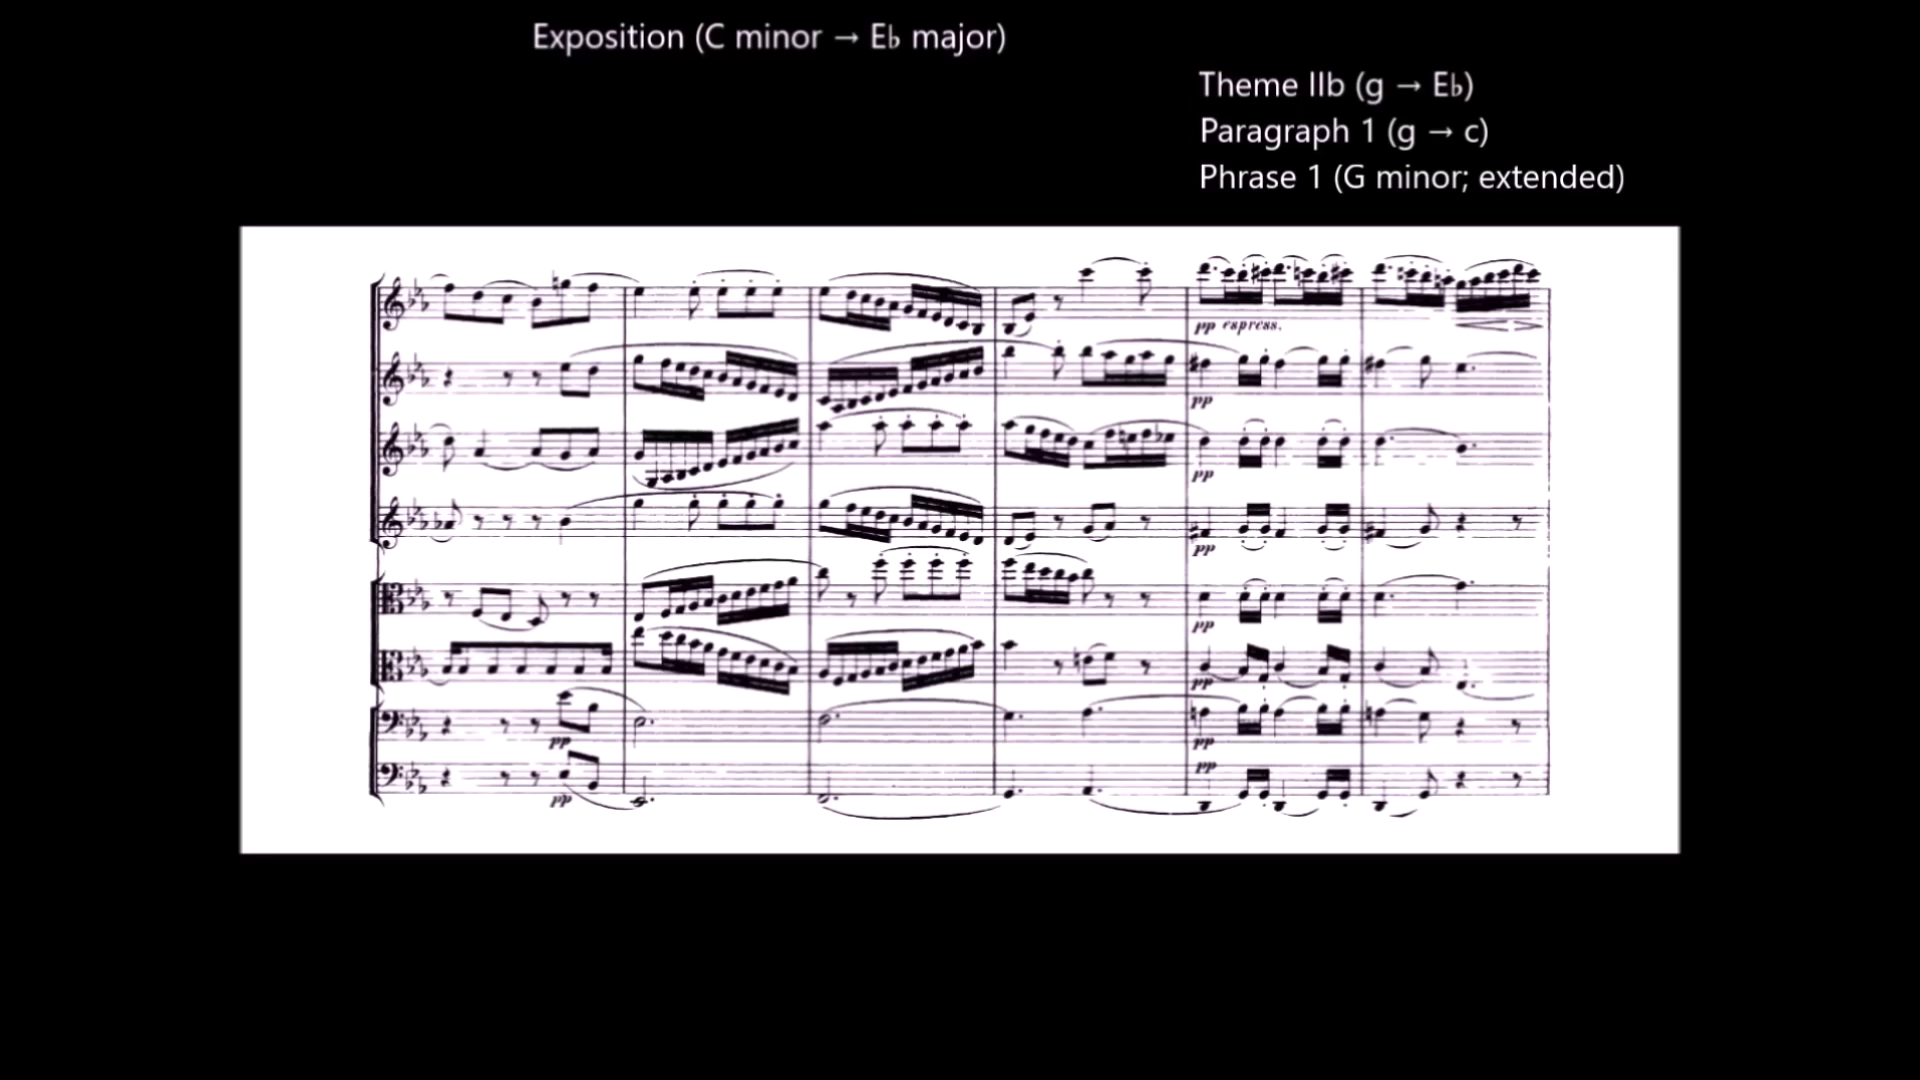 Exposition (C minor → E♭ major)
Theme IIb (g → E♭)
Paragraph 1 (g → c)
Phrase 1 (G minor; extended)
pp espress.
pp
pp
pp
pp
pp
pp pp
pp
pp